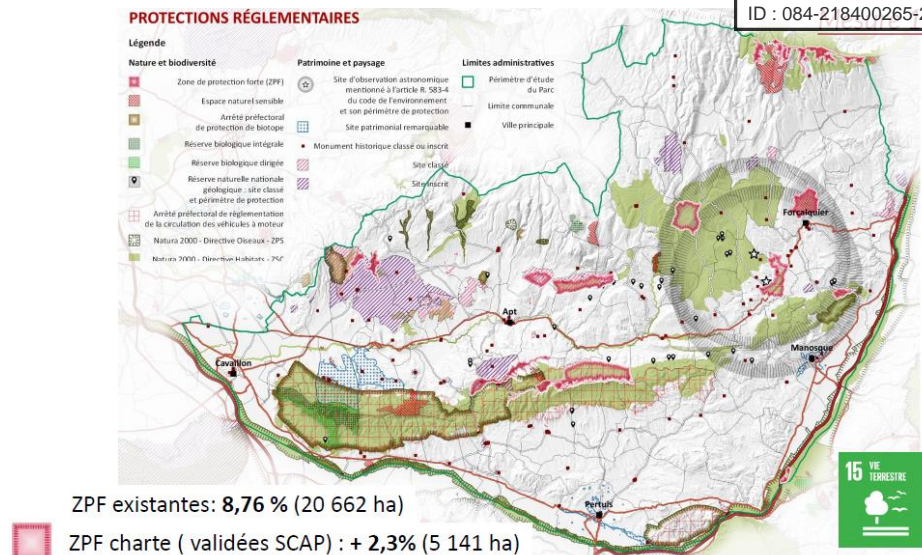 ID : 084-218400265-2
PROTECTIONS RÉGLEMENTAIRES
Légende
Nature et biodiversité
Zone de protection forte (ZPF)
Espace naturel sensible
Arrêté préfectoral
de protection de biotope
Réserve biologique intégrale
Réserve biologique dirigée
Réserve naturelle nationale
géologique : site classé
et périmètre de protection
Arrêté préfectoral de réglementation
de la circulation des véhicules à moteur
Natura 2000 - Directive Oiseaux - ZPS
Natura 2000 - Directive Habitats - ZSC
Patrimoine et paysage
Site d'observation astronomique
mentionné à l'article R. 583-4
du code de l'environnement
et son périmètre de protection
Site patrimonial remarquable
Monument historique classé ou inscrit
Site classé
Site inscrit
Limites administratives
Périmètre d'étude
du Parc
Limite communale
Ville principale
Forcalquier
Apt
Manosque
Cavaillon
Pertuis
15 VIE
TERRESTRE
ZPF existantes: 8,76 % (20 662 ha)
ZPF charte ( validées SCAP) : + 2,3% (5 141 ha)